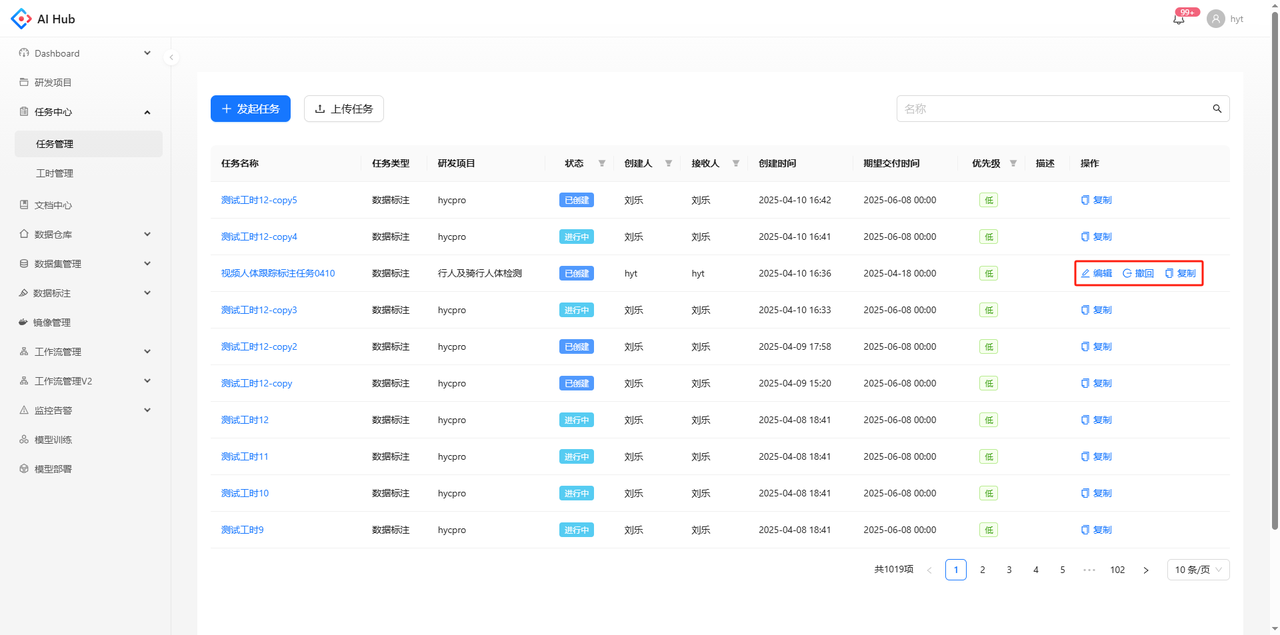 AI Hub
99+
hyt
Dashboard
研发项目
任务中心
任务管理
工时管理
文档中心
数据仓库
数据集管理
数据标注
镜像管理
工作流管理
工作流管理V2
监控告警
模型训练
模型部署
发起任务 上传任务 名称
任务名称 任务类型 研发项目 状态 创建人 接收人 创建时间 期望交付时间 优先级 描述 操作
测试工时12-copy5 数据标注 hycpro 已创建 刘乐 刘乐 2025-04-10 16:42 2025-06-08 00:00 低 复制
测试工时12-copy4 数据标注 hycpro 进行中 刘乐 刘乐 2025-04-10 16:41 2025-06-08 00:00 低 复制
视频人体跟踪标注任务0410 数据标注 行人及骑行人体检测 已创建 hyt hyt 2025-04-10 16:36 2025-04-18 00:00 低 编辑 撤回 复制
测试工时12-copy3 数据标注 hycpro 进行中 刘乐 刘乐 2025-04-10 16:33 2025-06-08 00:00 低 复制
测试工时12-copy2 数据标注 hycpro 已创建 刘乐 刘乐 2025-04-09 17:58 2025-06-08 00:00 低 复制
测试工时12-copy 数据标注 hycpro 已创建 刘乐 刘乐 2025-04-09 15:20 2025-06-08 00:00 低 复制
测试工时12 数据标注 hycpro 进行中 刘乐 刘乐 2025-04-08 18:41 2025-06-08 00:00 低 复制
测试工时11 数据标注 hycpro 进行中 刘乐 刘乐 2025-04-08 18:41 2025-06-08 00:00 低 复制
测试工时10 数据标注 hycpro 进行中 刘乐 刘乐 2025-04-08 18:41 2025-06-08 00:00 低 复制
测试工时9 数据标注 hycpro 进行中 刘乐 刘乐 2025-04-08 18:41 2025-06-08 00:00 低 复制
共1019项 < 1 2 3 4 5 ••• 102 > 10 条/页